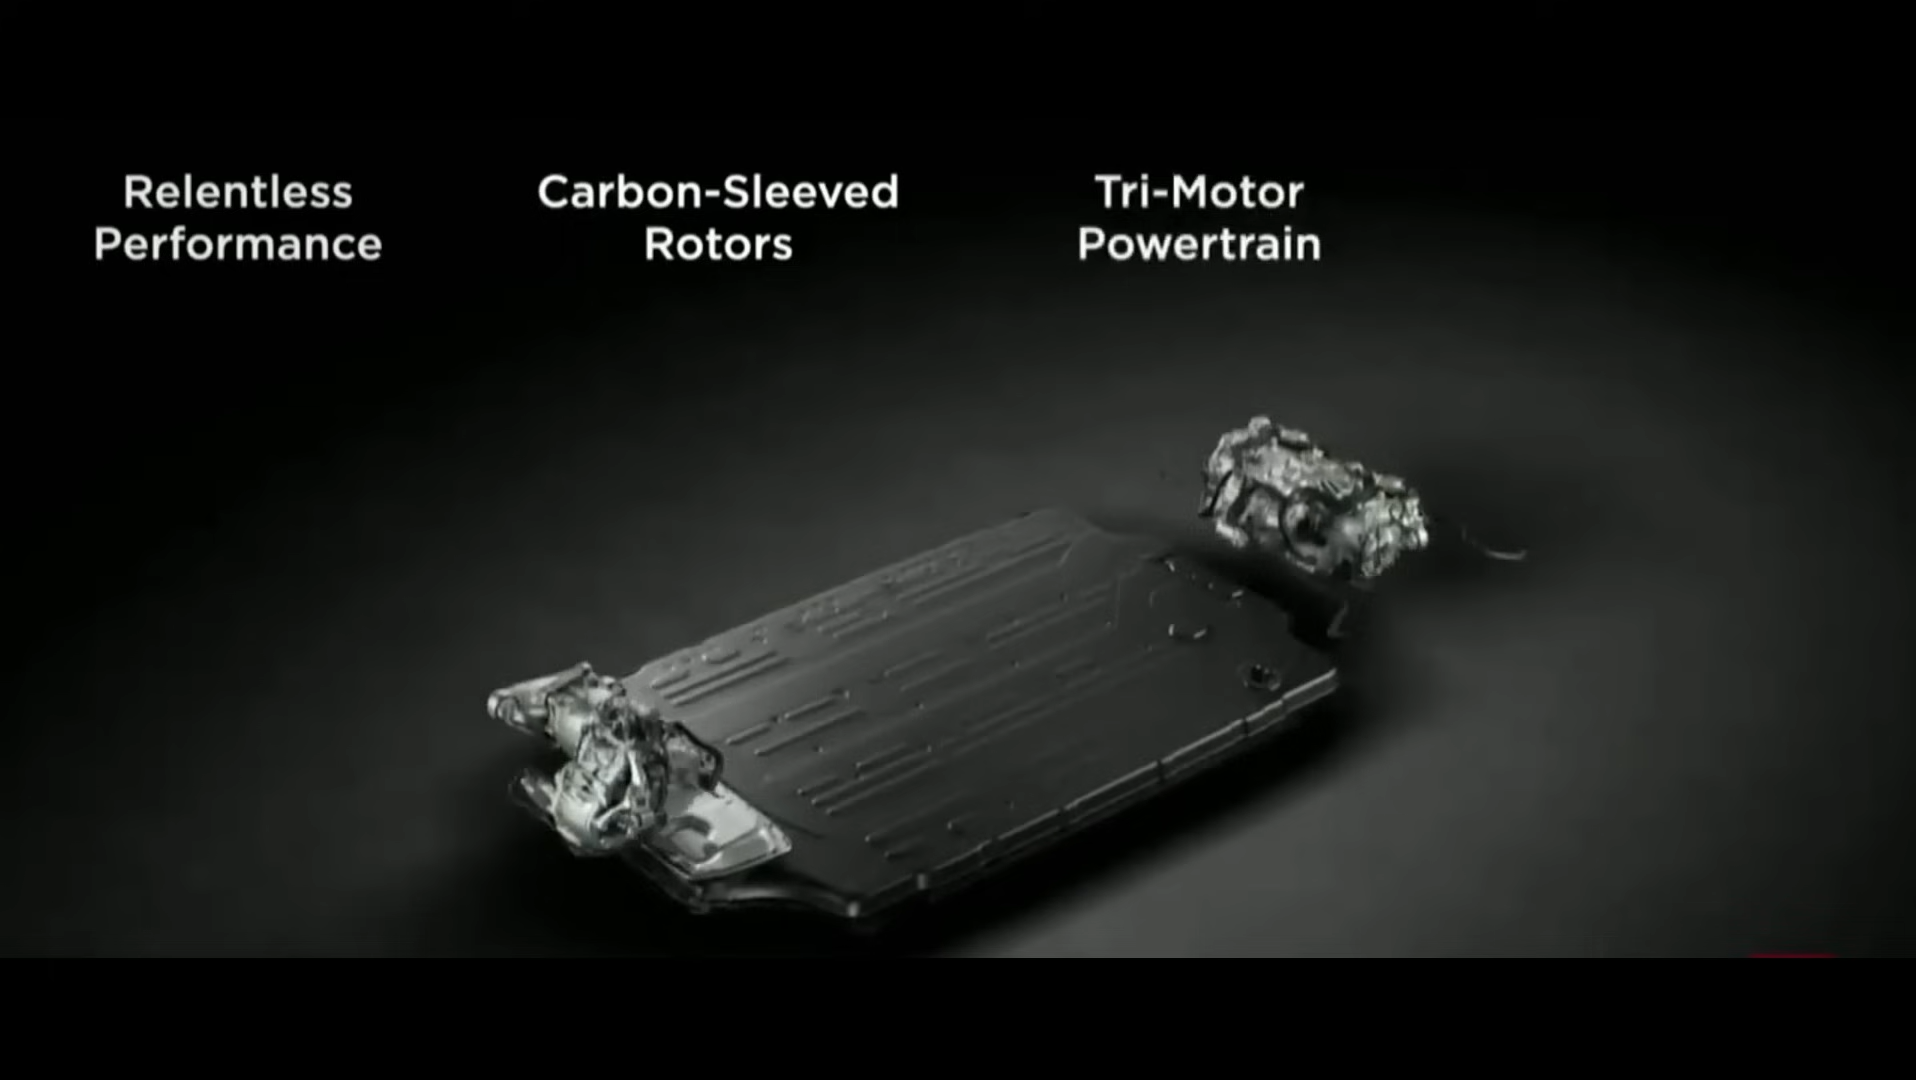 Relentless
Performance
Carbon-Sleeved
Rotors
Tri-Motor
Powertrain